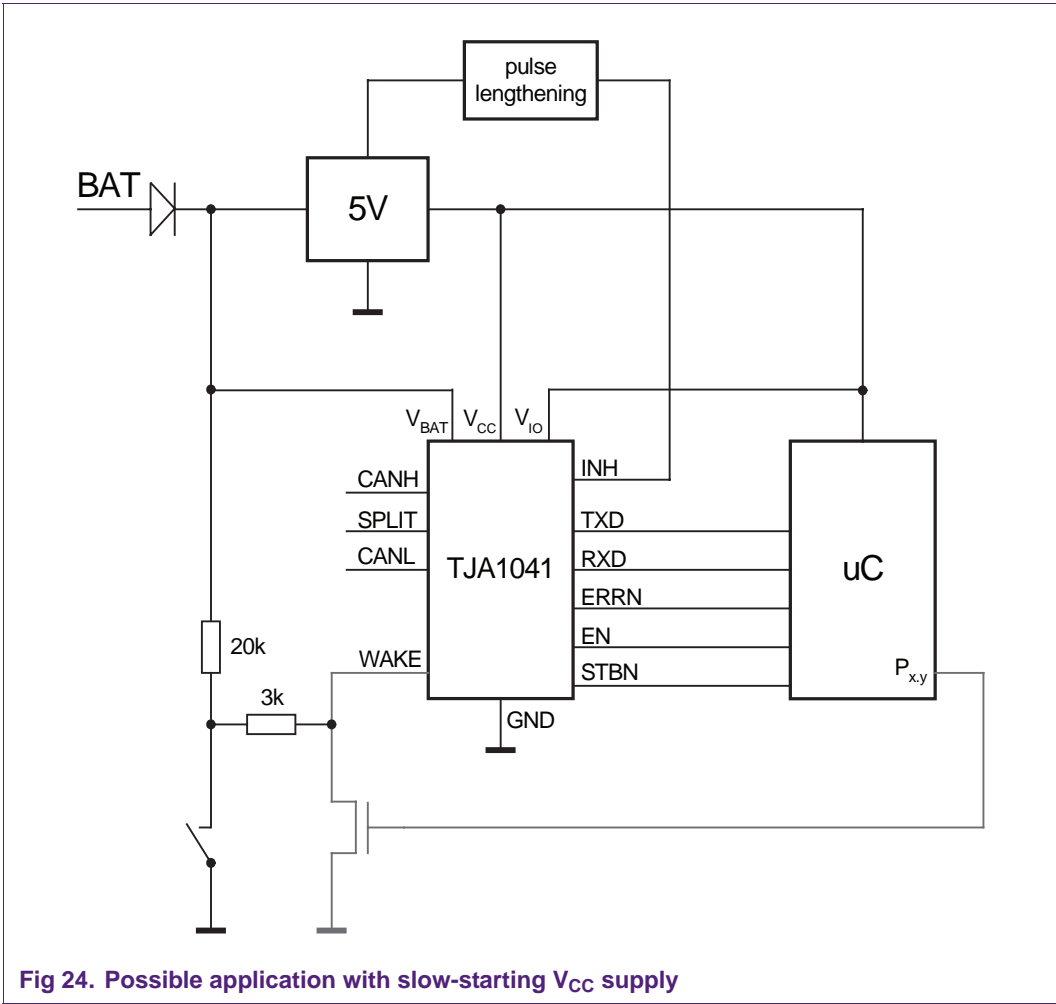 pulse
lengthening
BAT
5V
VBAT
VCC
VIO
CANH
SPLIT
CANL
WAKE
TJA1041
INH
TXD
RXD
ERRN
EN
STBN
GND
uC
Px.y
20k
3k
Fig 24. Possible application with slow-starting VCC supply